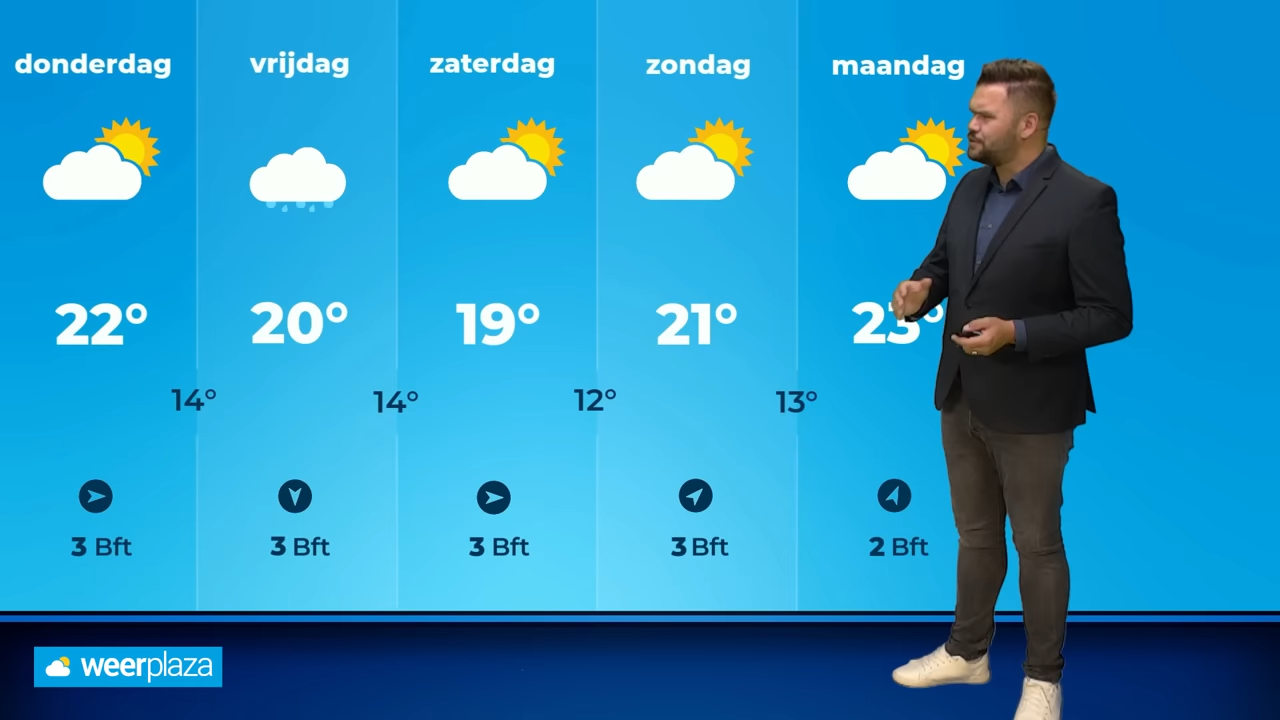 donderdag vrijdag zaterdag zondag maandag
22° 20° 19° 21° 23°
14° 14° 12° 13°
3 Bft 3 Bft 3 Bft 3 Bft 2 Bft
weerplaza